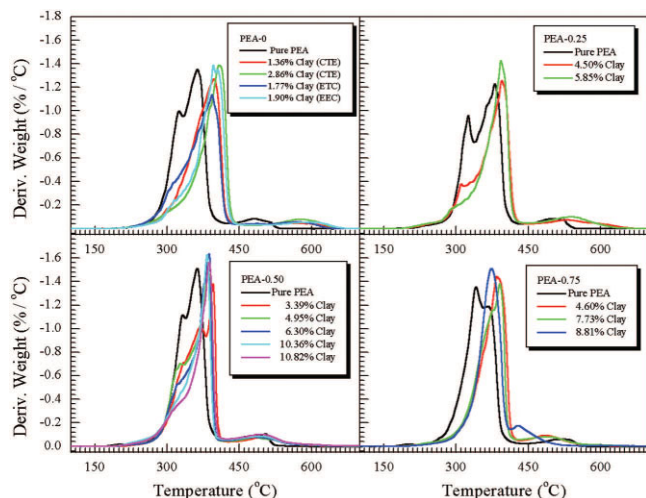 -1.8
-1.6
-1.4
-1.2
-1.0
-0.8
-0.6
-0.4
-0.2
Deriv. Weight (% / °C)
PEA-0
Pure PEA
1.36% Clay (CTE)
2.86% Clay (CTE)
1.77% Clay (ETC)
1.90% Clay (EEC)
PEA-0.25
Pure PEA
4.50% Clay
5.85% Clay
150 300 450 600 150 300 450 600
-1.6
-1.4
-1.2
-1.0
-0.8
-0.6
-0.4
-0.2
0.0
Deriv. Weight (% / °C)
PEA-0.50
Pure PEA
3.39% Clay
4.95% Clay
6.30% Clay
10.36% Clay
10.82% Clay
PEA-0.75
Pure PEA
4.60% Clay
7.73% Clay
8.81% Clay
150 300 450 600 150 300 450 600
Temperature (°C) Temperature (°C)